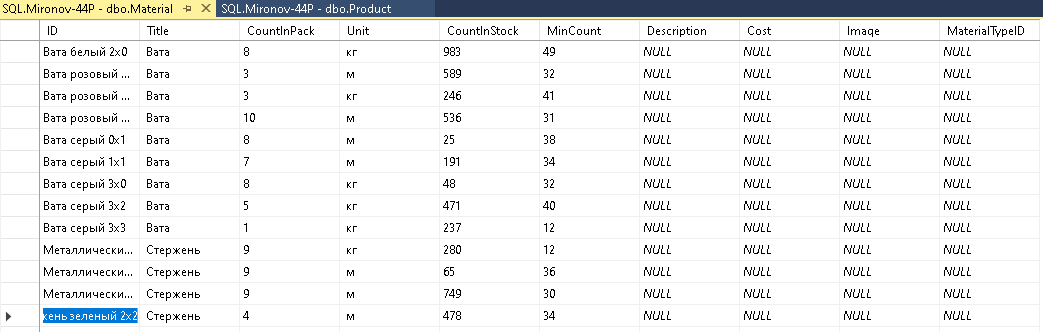 SQL.Mironov-44P - dbo.Material SQL.Mironov-44P - dbo.Product
ID Title CountInPack Unit CountInStock MinCount Description Cost Image MaterialTypeID
Вата белый 2x0 Вата 8 кг 983 49 NULL NULL NULL NULL
Вата розовый ... Вата 3 м 589 32 NULL NULL NULL NULL
Вата розовый ... Вата 3 кг 246 41 NULL NULL NULL NULL
Вата розовый ... Вата 10 м 536 31 NULL NULL NULL NULL
Вата серый 0x1 Вата 8 м 25 38 NULL NULL NULL NULL
Вата серый 1x1 Вата 7 м 191 34 NULL NULL NULL NULL
Вата серый 3x0 Вата 8 кг 48 32 NULL NULL NULL NULL
Вата серый 3x2 Вата 5 кг 471 40 NULL NULL NULL NULL
Вата серый 3x3 Вата 1 кг 237 12 NULL NULL NULL NULL
Металлически... Стержень 9 кг 280 12 NULL NULL NULL NULL
Металлически... Стержень 9 м 65 36 NULL NULL NULL NULL
Металлически... Стержень 9 м 749 30 NULL NULL NULL NULL
кень зеленый 2x2 Стержень 4 м 478 34 NULL NULL NULL NULL